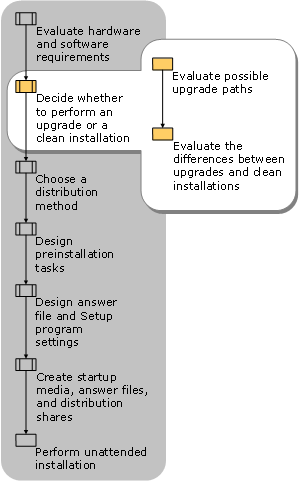 Evaluate hardware
and software
requirements
Decide whether
to perform an
upgrade or a
clean installation
Evaluate possible
upgrade paths
Evaluate the
differences between
upgrades and clean
installations
Choose a
distribution
method
Design
preinstallation
tasks
Design answer
file and Setup
program
settings
Create startup
media, answer files,
and distribution
shares
Perform unattended
installation